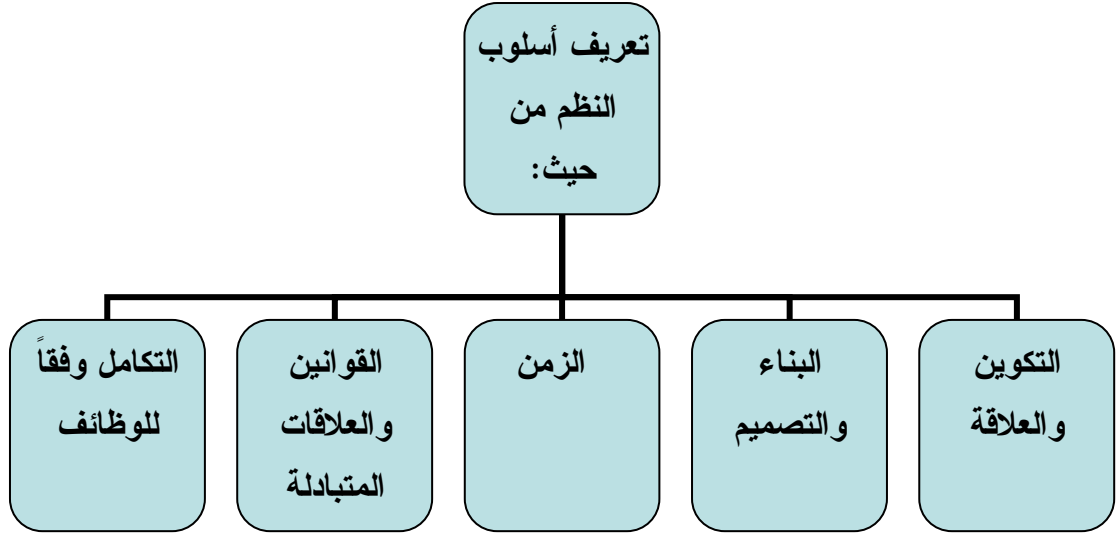 تعريف أسلوب
النظم من
حيث:
التكوين
والعلاقة
البناء
والتصميم
الزمن
القوانين
والعلاقات
المتبادلة
التكامل وفقاً
للوظائف